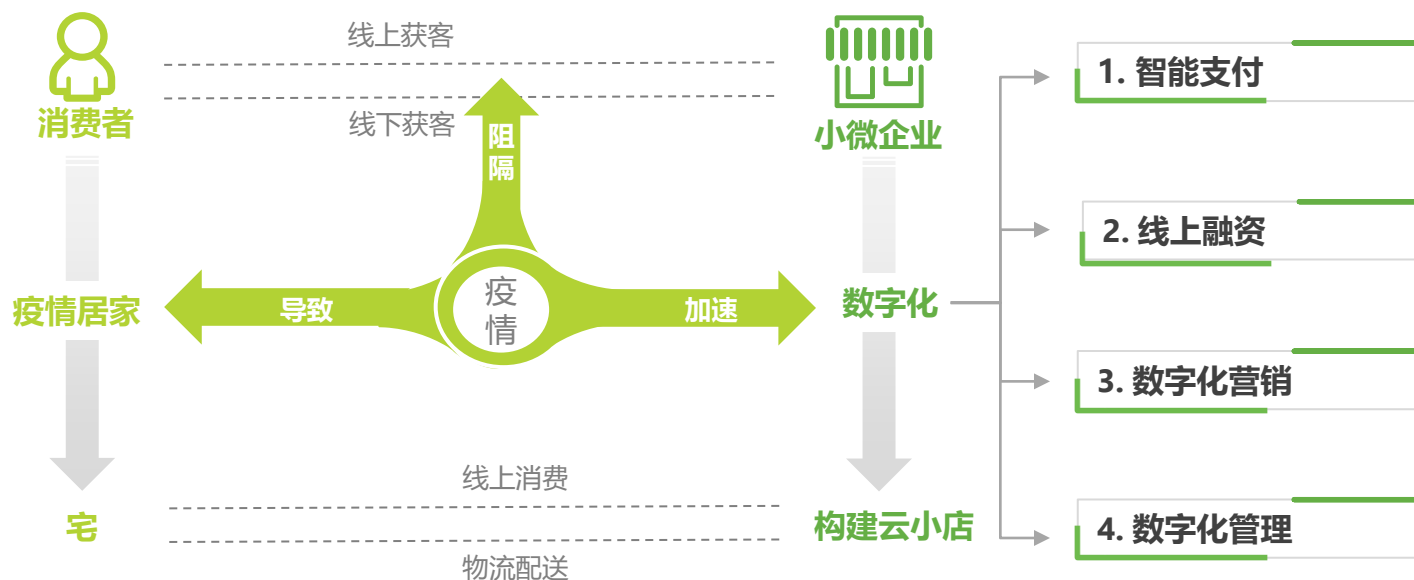 线上获客
线下获客
消费者
小微企业
阻
隔
疫情居家
导致
疫
情
加速
数字化
线上消费
宅
构建云小店
物流配送
1. 智能支付
2. 线上融资
3. 数字化营销
4. 数字化管理